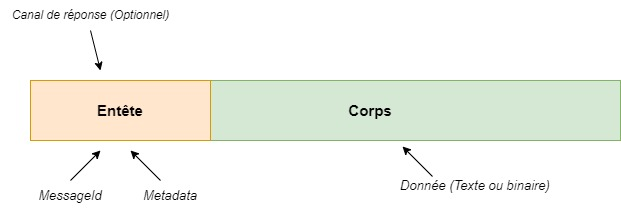 Canal de réponse (Optionnel)
Entête
Corps
MessageId
Metadata
Donnée (Texte ou binaire)